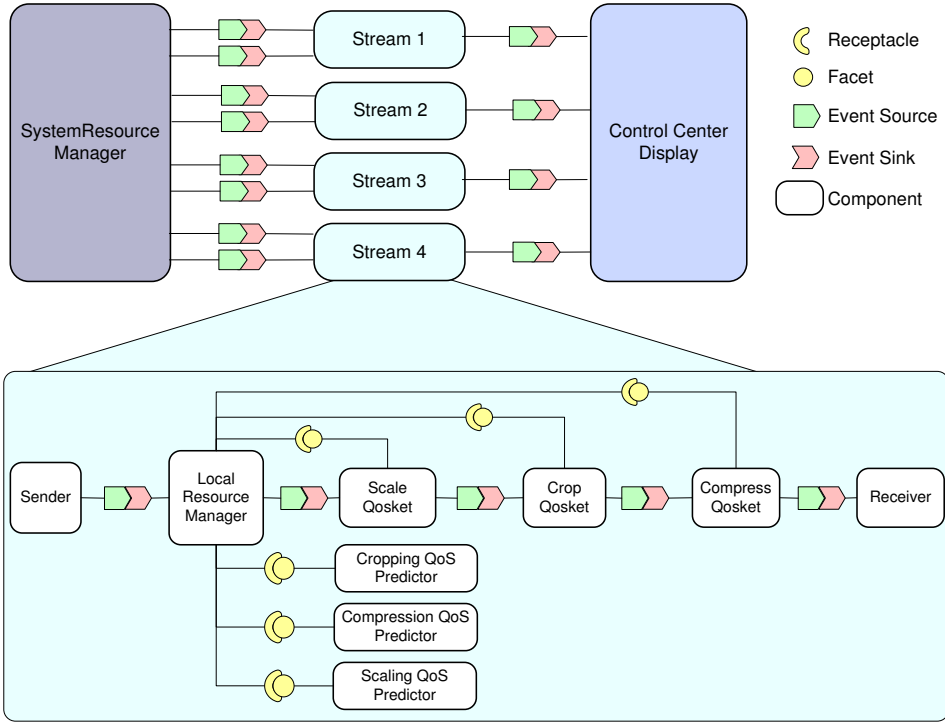 SystemResource
Manager
Stream 1
Stream 2
Stream 3
Stream 4
Control Center
Display
Receptacle
Facet
Event Source
Event Sink
Component
Sender
Local
Resource
Manager
Scale
Qosket
Crop
Qosket
Compress
Qosket
Receiver
Cropping QoS
Predictor
Compression QoS
Predictor
Scaling QoS
Predictor